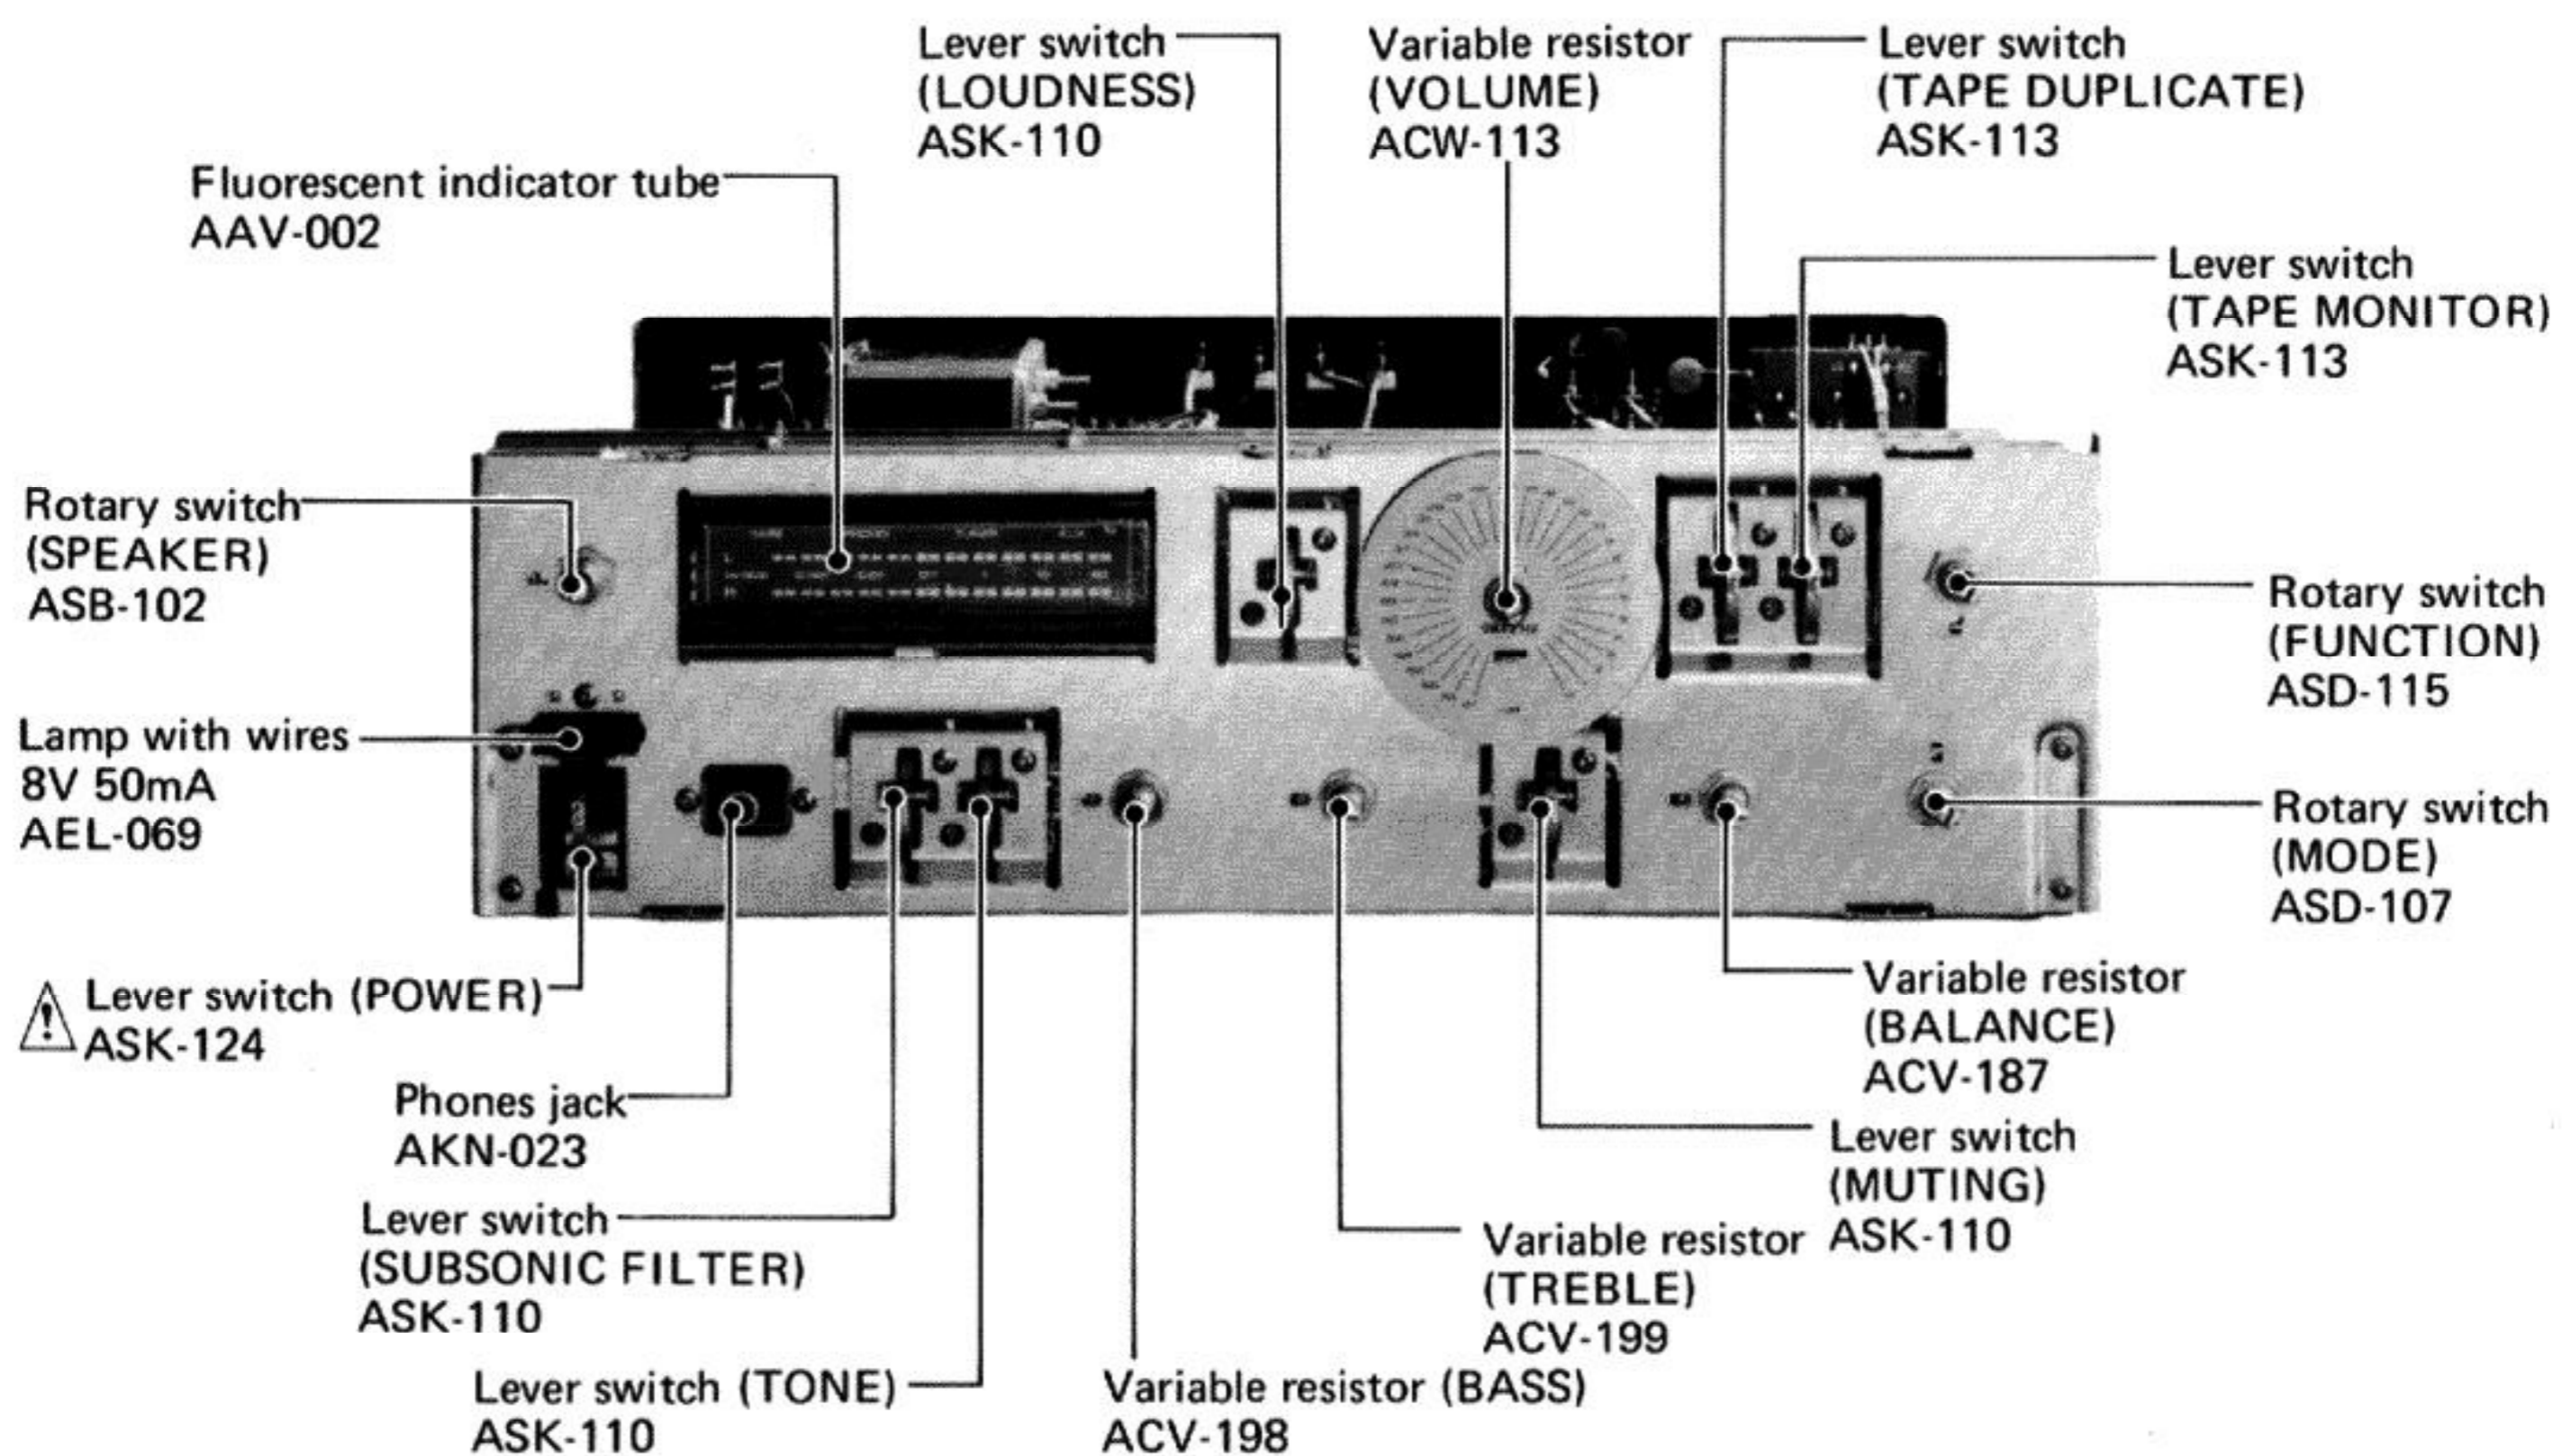 Lever switch
(LOUDNESS)
ASK-110
Variable resistor
(VOLUME)
ACW-113
Lever switch
(TAPE DUPLICATE)
ASK-113
Fluorescent indicator tube
AAV-002
Lever switch
(TAPE MONITOR)
ASK-113
Rotary switch
(SPEAKER)
ASB-102
Rotary switch
(FUNCTION)
ASD-115
Lamp with wires
8V 50mA
AEL-069
Rotary switch
(MODE)
ASD-107
Lever switch (POWER)
ASK-124
Variable resistor
(BALANCE)
ACV-187
Phones jack
AKN-023
Lever switch
(MUTING)
ASK-110
Lever switch
(SUBSONIC FILTER)
ASK-110
Variable resistor
(TREBLE)
ACV-199
Lever switch (TONE)
ASK-110
Variable resistor (BASS)
ACV-198